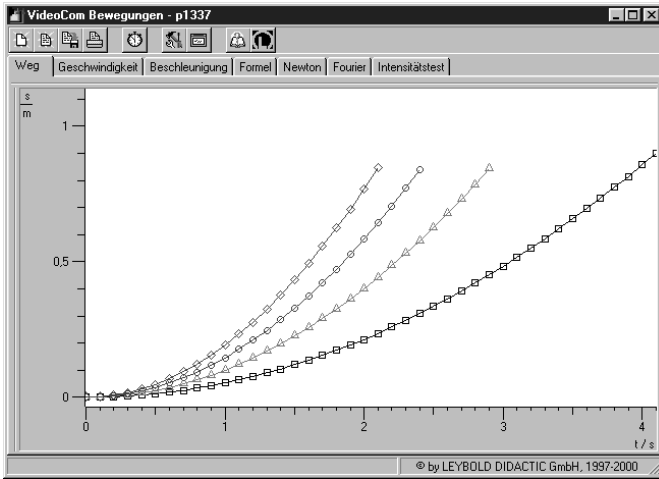 VideoCom Bewegungen - p1337
Weg Geschwindigkeit Beschleunigung Formel Newton Fourier Intensitätstest
s
m
1
0,5
0
0 1 2 3 4
t / s
© by LEYBOLD DIDACTIC GmbH, 1997-2000